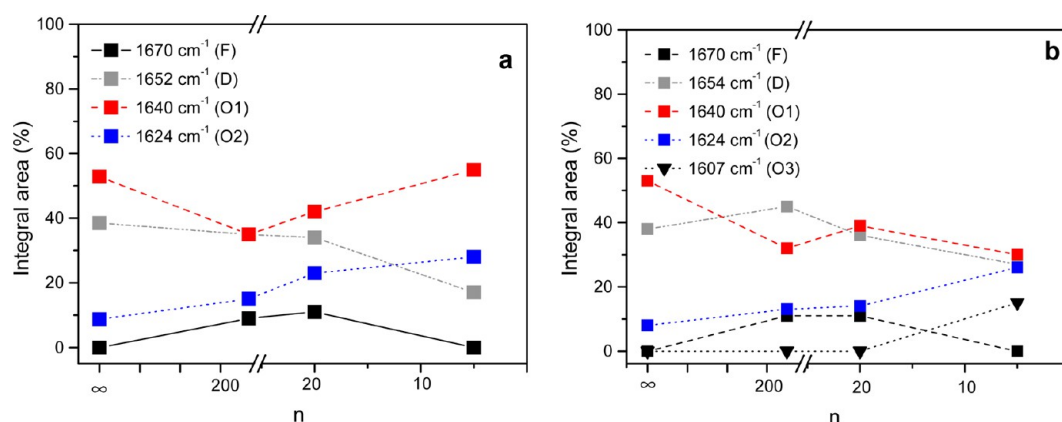 a
1670 cm⁻¹ (F)
1652 cm⁻¹ (D)
1640 cm⁻¹ (O1)
1624 cm⁻¹ (O2)
Integral area (%)
100
80
60
40
20
0
∞
200
20
10
n
b
1670 cm⁻¹ (F)
1654 cm⁻¹ (D)
1640 cm⁻¹ (O1)
1624 cm⁻¹ (O2)
1607 cm⁻¹ (O3)
Integral area (%)
100
80
60
40
20
0
∞
200
20
10
n